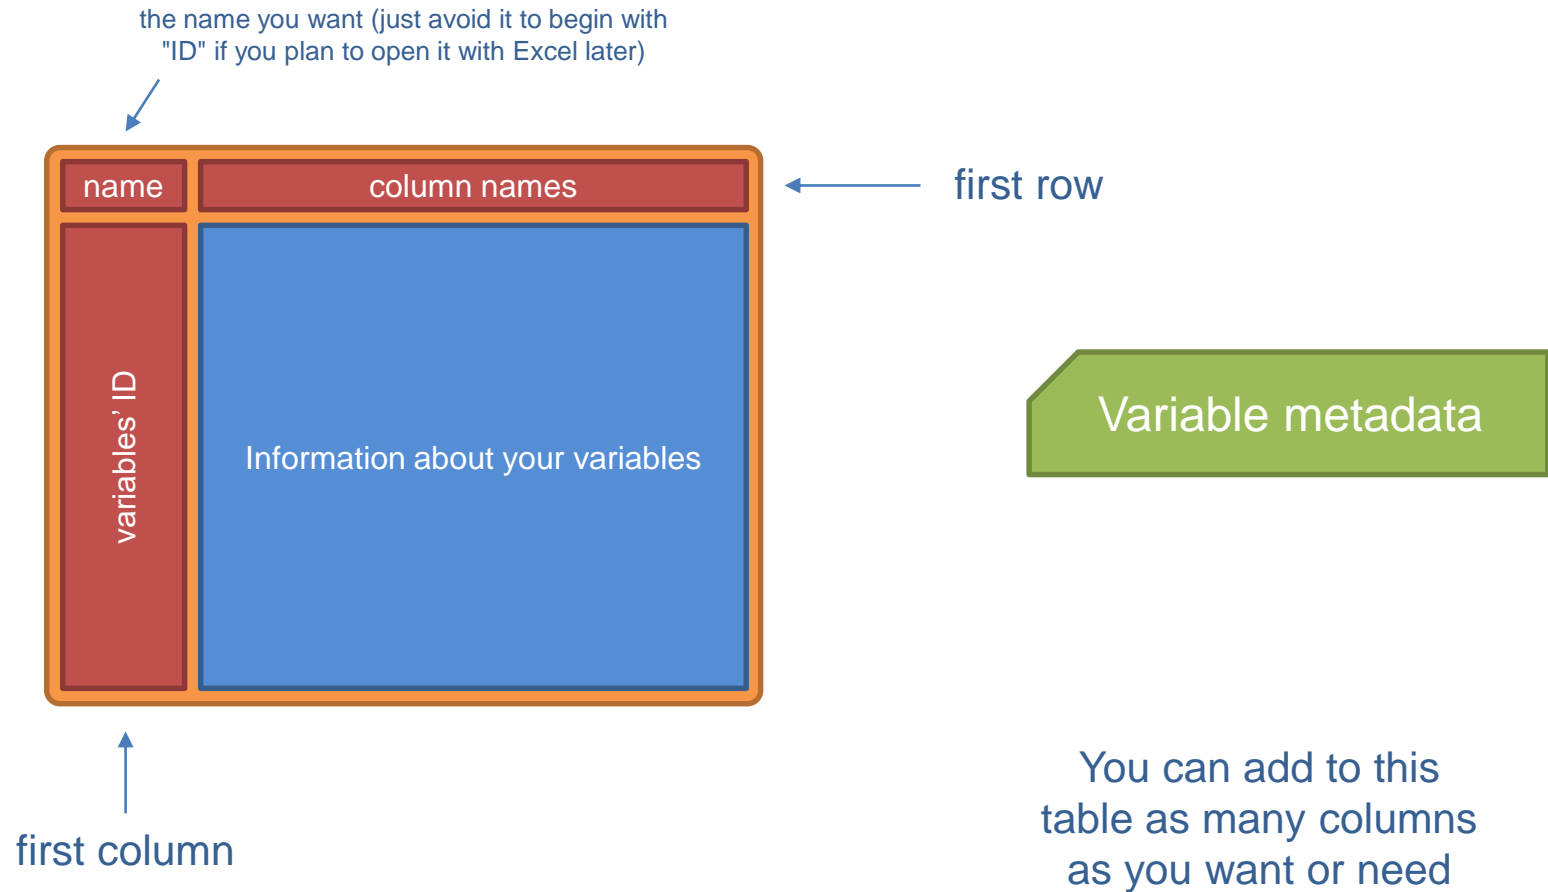 the name you want (just avoid it to begin with
"ID" if you plan to open it with Excel later)
name
column names
first row
variables’ ID
Information about your variables
Variable metadata
first column
You can add to this
table as many columns
as you want or need